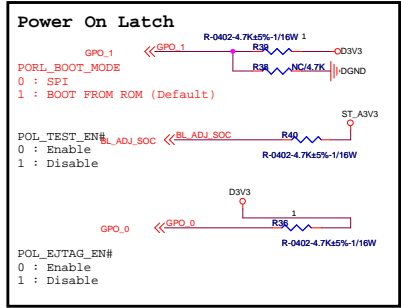 Power On Latch
R-0402-4.7K±5%-1/16W 1
GPO_1 GPO_1 R39 D3V3
PORL_BOOT_MODE R38 NC/4.7K DGND
0 : SPI
1 : BOOT FROM ROM (Default)
ST_A3V3
POL_TEST_EN# BL_ADJ_SOC BL_ADJ_SOC R40
0 : Enable
1 : Disable
R-0402-4.7K±5%-1/16W
D3V3
1
GPO_0 GPO_0 R36
R-0402-4.7K±5%-1/16W
POL_EJTAG_EN#
0 : Enable
1 : Disable